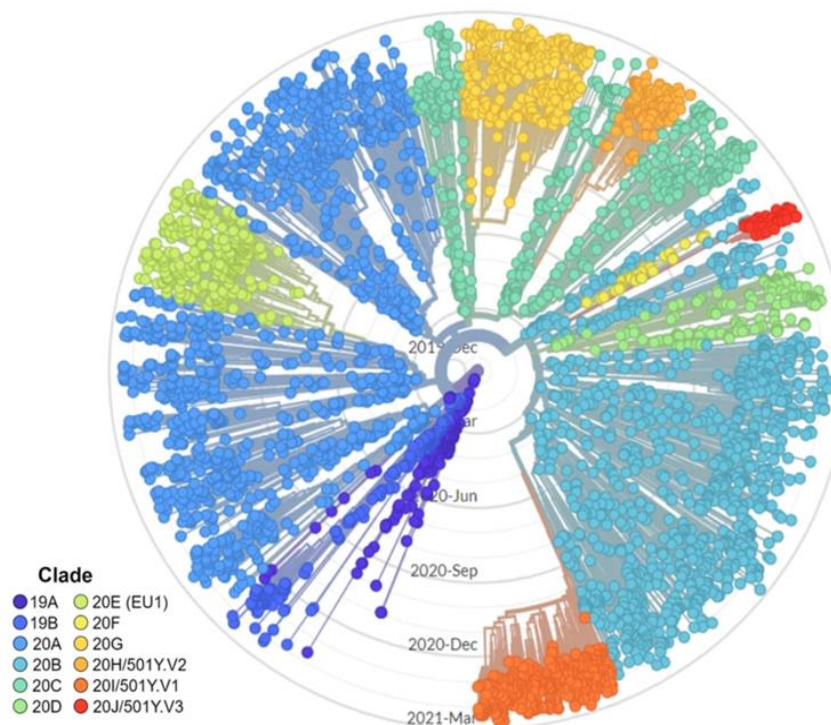 2019-Dec
2020-Jun
2020-Sep
2020-Dec
2021-Mar
Clade
19A 20E (EU1)
19B 20F
20A 20G
20B 20H/501Y.V2
20C 20I/501Y.V1
20D 20J/501Y.V3